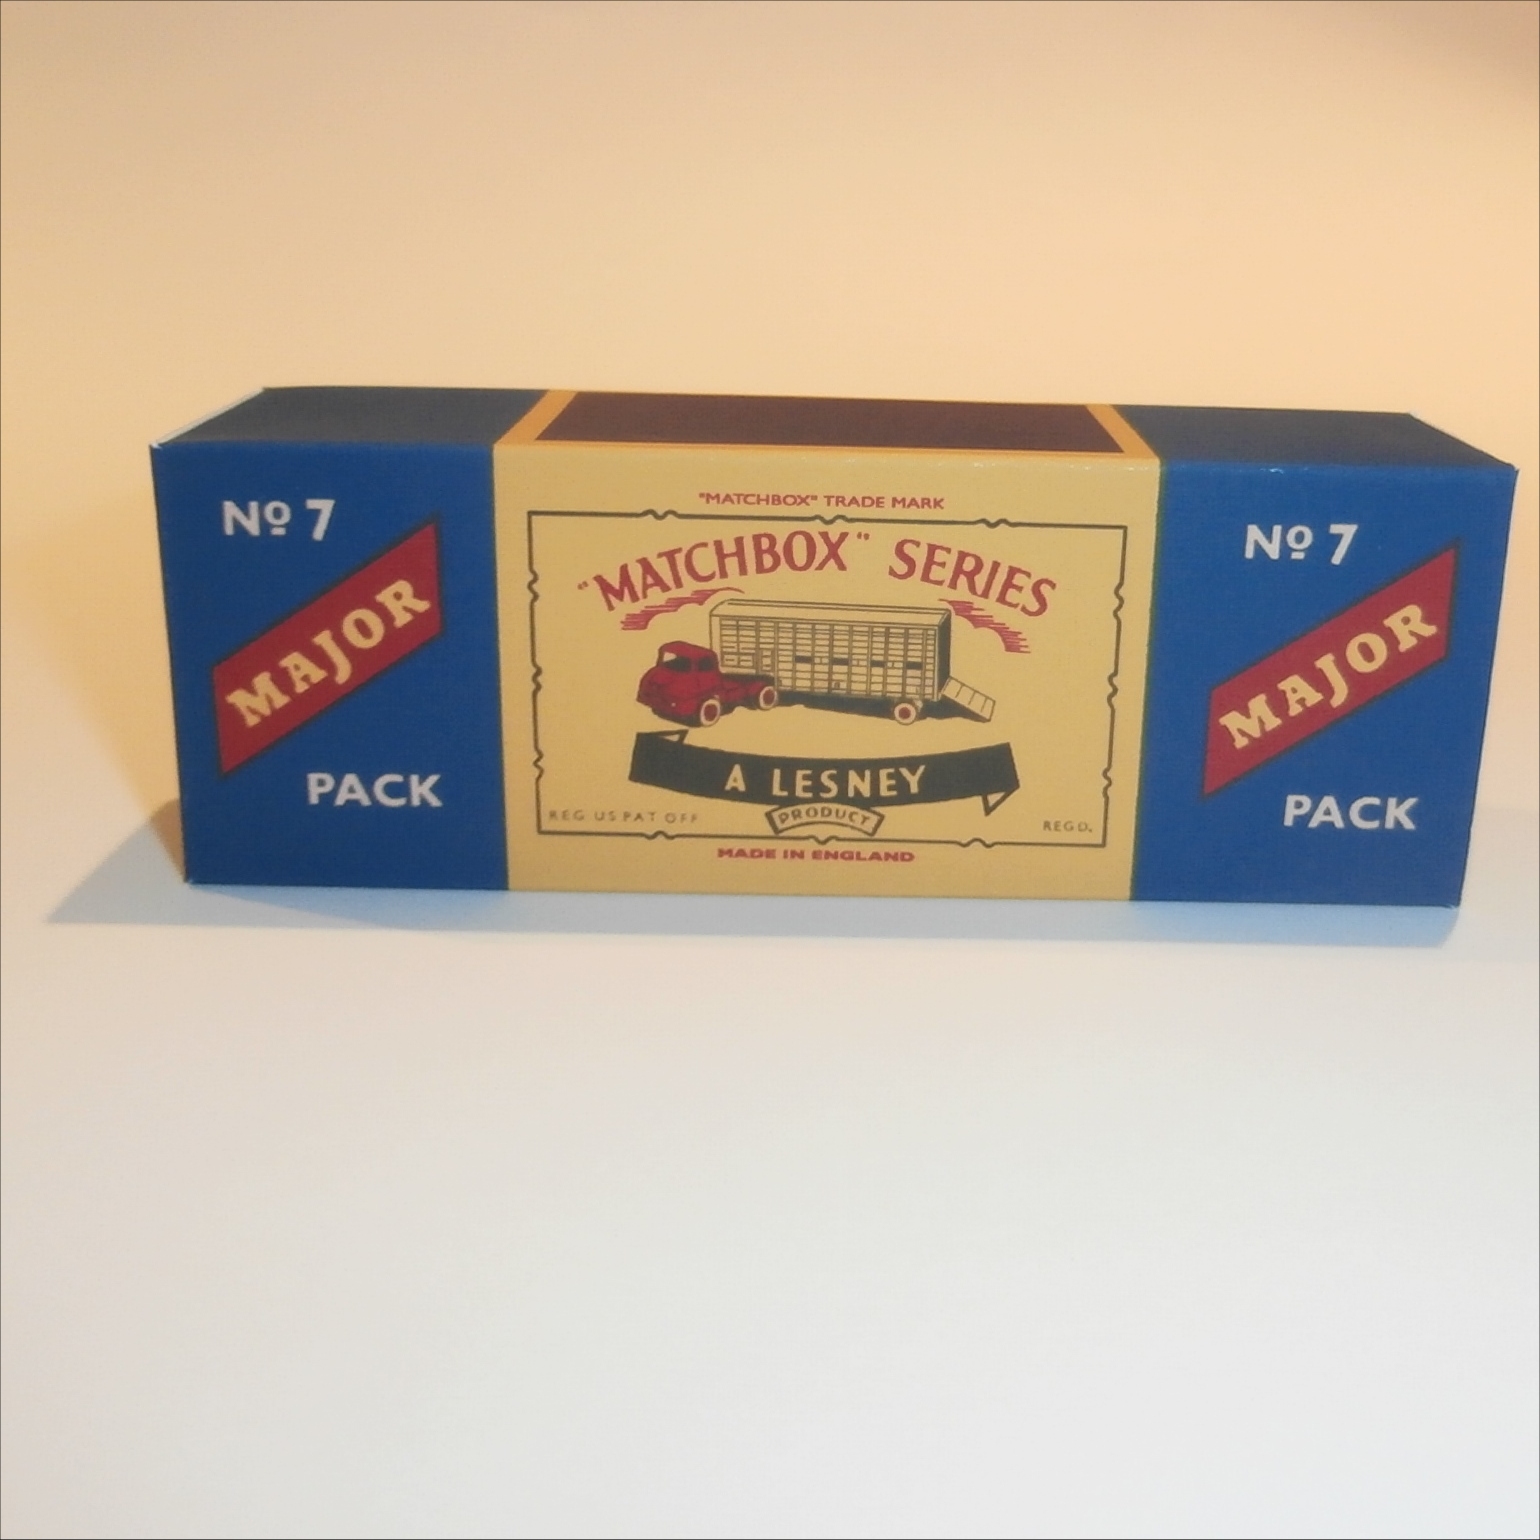 Nº 7
MAJOR
PACK
"MATCHBOX" TRADE MARK
"MATCHBOX" SERIES
A LESNEY
PRODUCT
REG US PAT OFF
REGD.
MADE IN ENGLAND
Nº 7
MAJOR
PACK